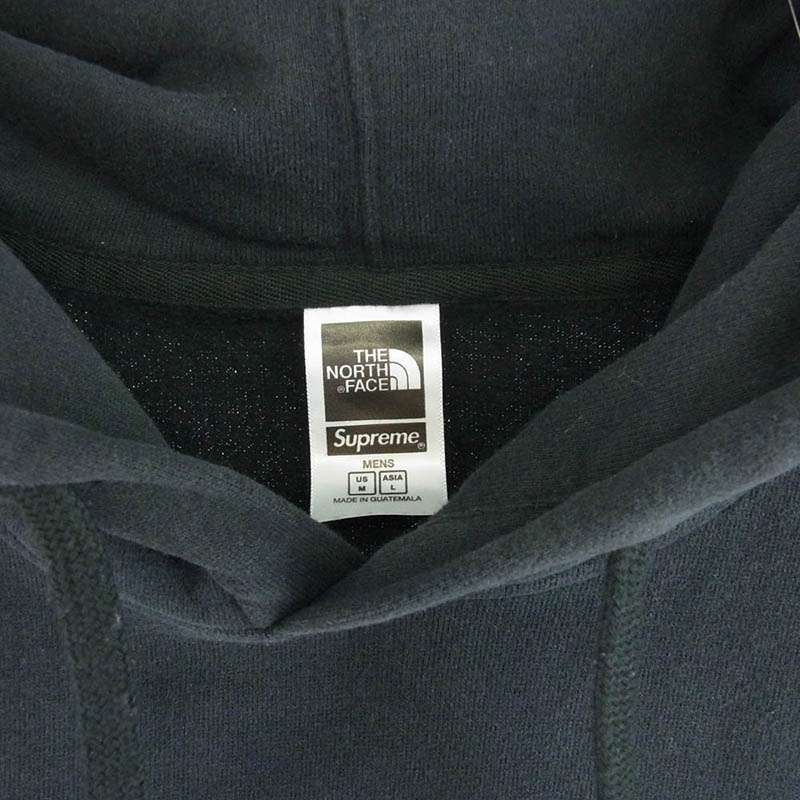 THE
NORTH
FACE
Supreme
MENS
US ASIA
M L
MADE IN GUATEMALA